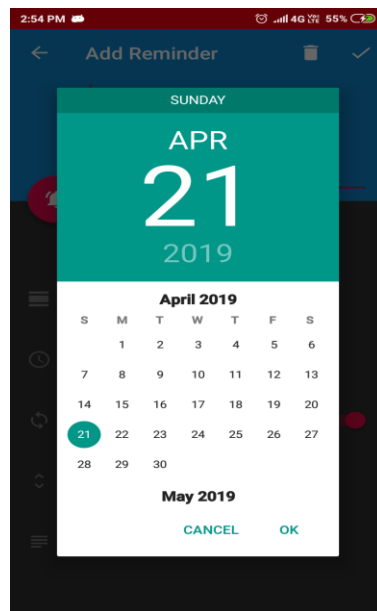 2:54 PM 4G 55%
Add Reminder
SUNDAY
APR
21
2019
April 2019
S M T W T F S
1 2 3 4 5 6
7 8 9 10 11 12 13
14 15 16 17 18 19 20
21 22 23 24 25 26 27
28 29 30
May 2019
CANCEL OK